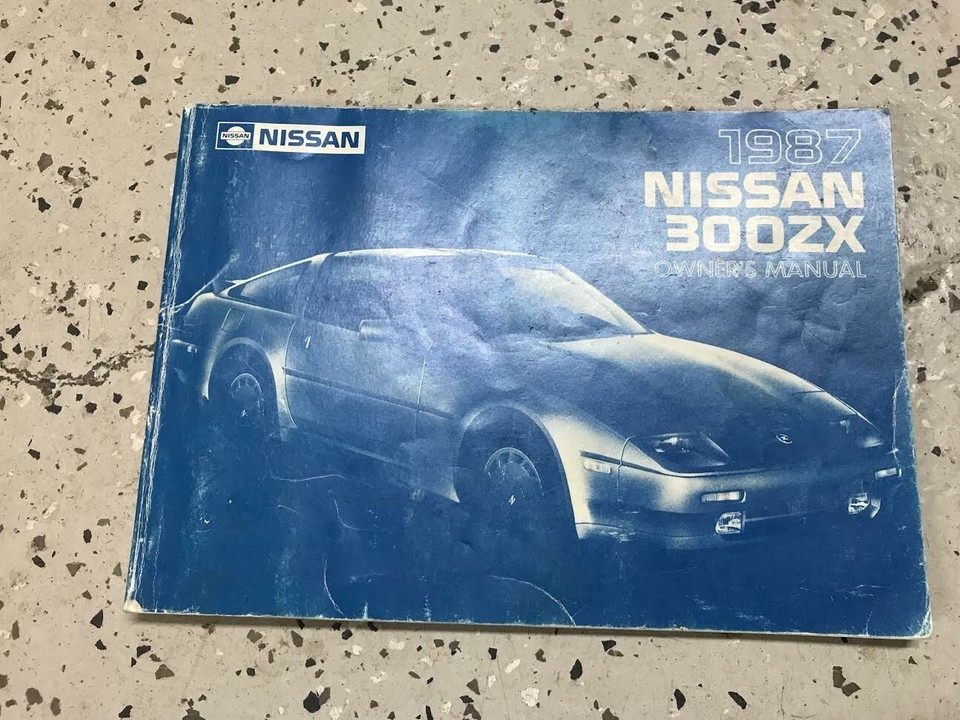 NISSAN NISSAN
1987
NISSAN
300ZX
OWNER'S MANUAL